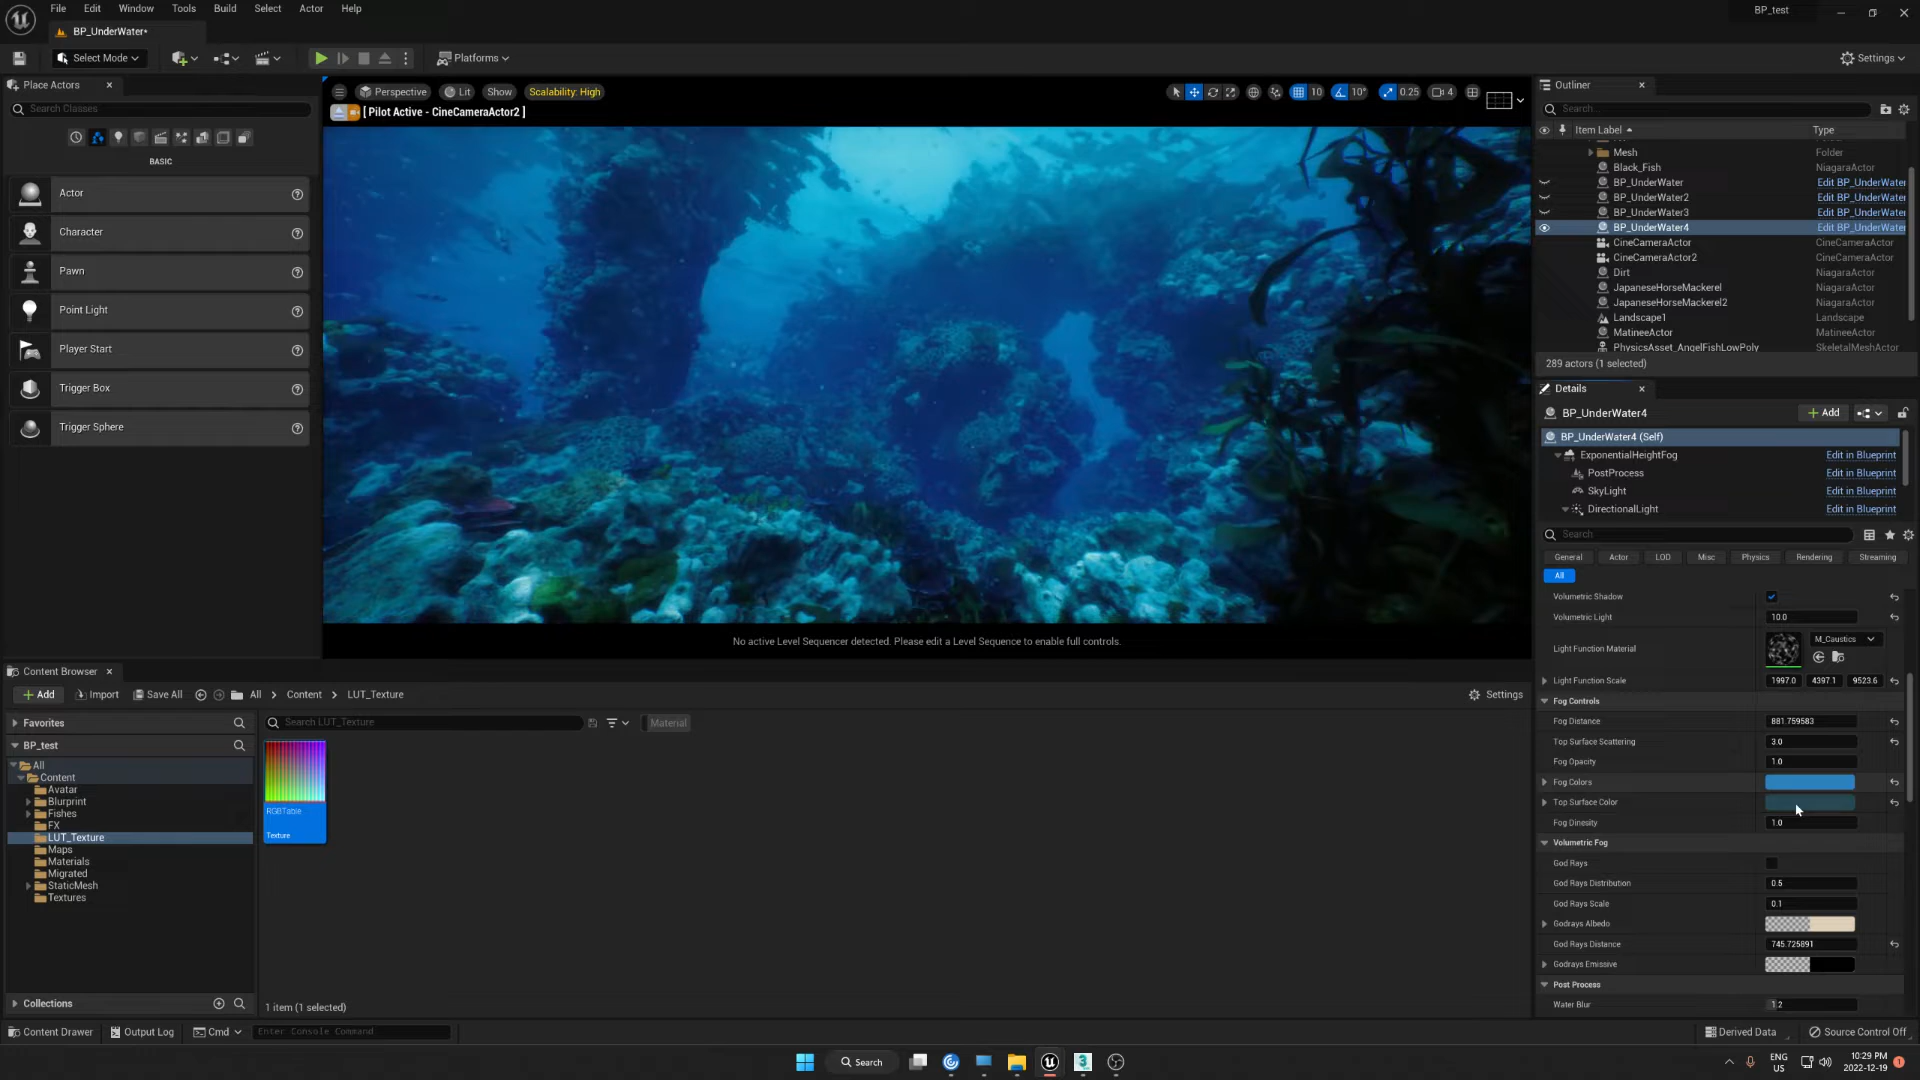 File Edit Window Tools Build Select Actor Help
BP_test
BP_UnderWater•
Select Mode
Platforms
Settings
Place Actors
Search Classes
BASIC
Actor
Character
Pawn
Point Light
Player Start
Trigger Box
Trigger Sphere
Perspective Lit Show Scalability: High
10 10° 0.25 4
[ Pilot Active - CineCameraActor2 ]
No active Level Sequencer detected. Please edit a Level Sequence to enable full controls.
Outliner
Search...
Item Label Type
Mesh Folder
Black_Fish NiagaraActor
BP_UnderWater Edit BP_UnderWater
BP_UnderWater2 Edit BP_UnderWater
BP_UnderWater3 Edit BP_UnderWater
BP_UnderWater4 Edit BP_UnderWater
CineCameraActor CineCameraActor
CineCameraActor2 CineCameraActor
Dirt NiagaraActor
JapaneseHorseMackerel NiagaraActor
JapaneseHorseMackerel2 NiagaraActor
Landscape1 Landscape
MatineeActor MatineeActor
PhysicsAsset_AngelFishLowPoly SkeletalMeshActor
289 actors (1 selected)
Details
BP_UnderWater4
+ Add
BP_UnderWater4 (Self)
ExponentialHeightFog Edit in Blueprint
PostProcess Edit in Blueprint
SkyLight Edit in Blueprint
DirectionalLight Edit in Blueprint
Search
General Actor LOD Misc Physics Rendering Streaming
All
Volumetric Shadow
Volumetric Light 10.0
Light Function Material M_Caustics
Light Function Scale 1997.0 4397.1 9523.6
Fog Controls
Fog Distance 881.759583
Top Surface Scattering 3.0
Fog Opacity 1.0
Fog Colors
Top Surface Color
Fog Dinesity 1.0
Volumetric Fog
God Rays
God Rays Distribution 0.5
God Rays Scale 0.1
Godrays Albedo
God Rays Distance 745.725891
Godrays Emissive
Post Process
Water Blur 1.2
Content Browser
+ Add Import Save All All > Content > LUT_Texture Settings
Favorites
BP_test
All
Content
Avatar
Blurprint
Fishes
FX
LUT_Texture
Maps
Materials
Migrated
StaticMesh
Textures
Collections
Search LUT_Texture
Material
RGBTable
Texture
1 item (1 selected)
Content Drawer Output Log Cmd Enter Console Command
Derived Data Source Control Off
Search
ENG
US
10:29 PM
2022-12-19
1